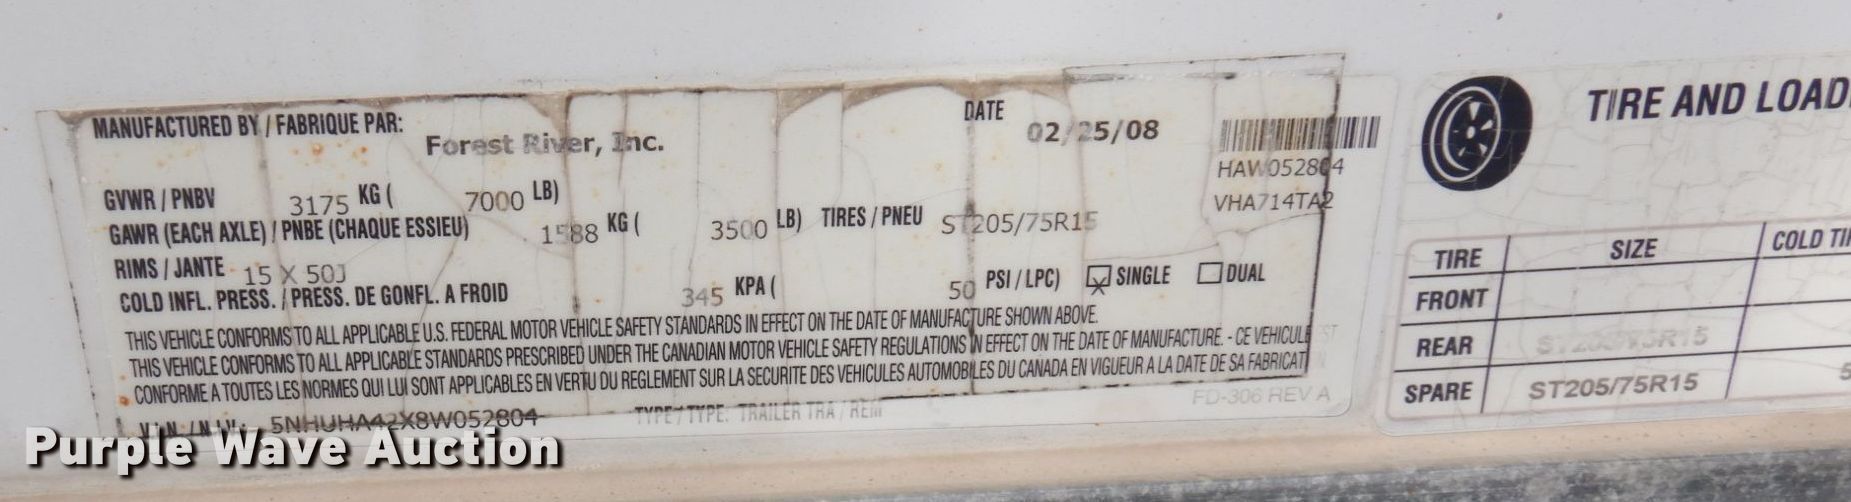 MANUFACTURED BY / FABRIQUE PAR: Forest River, Inc. DATE 02/25/08
HAW052804
VHA714TA2
GVWR / PNBV 3175 KG ( 7000 LB)
GAWR (EACH AXLE) / PNBE (CHAQUE ESSIEU) 1588 KG ( 3500 LB) TIRES / PNEU ST205/75R15
RIMS / JANTE 15 X 50J
COLD INFL. PRESS. / PRESS. DE GONFL. A FROID 345 KPA ( 50 PSI / LPC) SINGLE DUAL
THIS VEHICLE CONFORMS TO ALL APPLICABLE U.S. FEDERAL MOTOR VEHICLE SAFETY STANDARDS IN EFFECT ON THE DATE OF MANUFACTURE SHOWN ABOVE.
THIS VEHICLE CONFORMS TO ALL APPLICABLE STANDARDS PRESCRIBED UNDER THE CANADIAN MOTOR VEHICLE SAFETY REGULATIONS IN EFFECT ON THE DATE OF MANUFACTURE. - CE VEHICULE EST
CONFORME A TOUTES LES NORMES QUI LUI SONT APPLICABLES EN VERTU DU REGLEMENT SUR LA SECURITE DES VEHICULES AUTOMOBILES DU CANADA EN VIGUEUR A LA DATE DE SA FABRICATION
V.I.N. / N.I.V.: 5NHUHA42X8W052804 TYPE / TYPE: TRAILER TRA / REM FD-306 REV A
TIRE AND LOAD
TIRE SIZE COLD TI
FRONT
REAR ST205/75R15
SPARE ST205/75R15 5
Purple Wave Auction